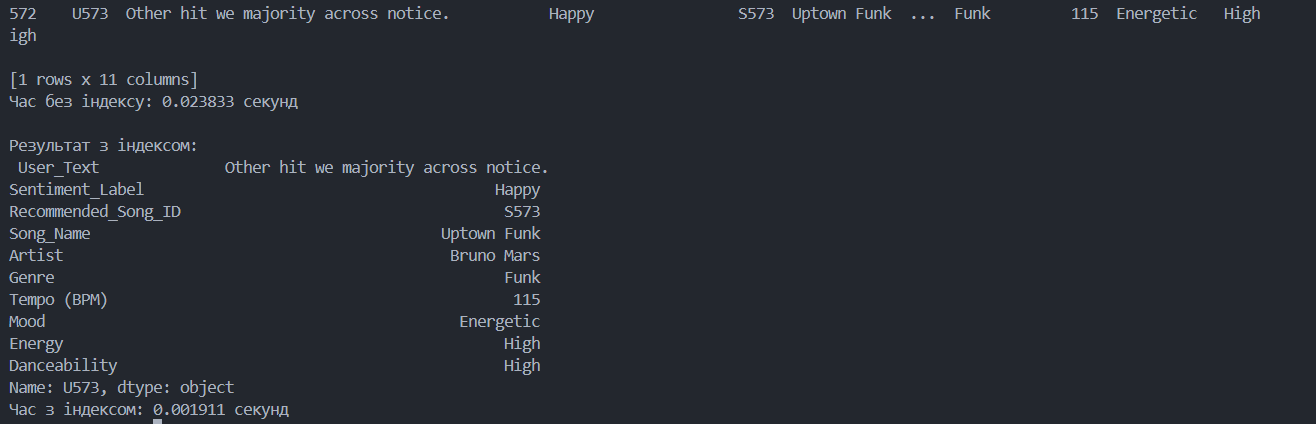 572    U573  Other hit we majority across notice.           Happy                S573  Uptown Funk  ...  Funk         115  Energetic   High
igh
[1 rows x 11 columns]
Час без індексу: 0.023833 секунд
Результат з індексом:
 User_Text              Other hit we majority across notice.
Sentiment_Label                                       Happy
Recommended_Song_ID                                    S573
Song_Name                                       Uptown Funk
Artist                                           Bruno Mars
Genre                                                  Funk
Tempo (BPM)                                             115
Mood                                              Energetic
Energy                                                 High
Danceability                                           High
Name: U573, dtype: object
Час з індексом: 0.001911 секунд